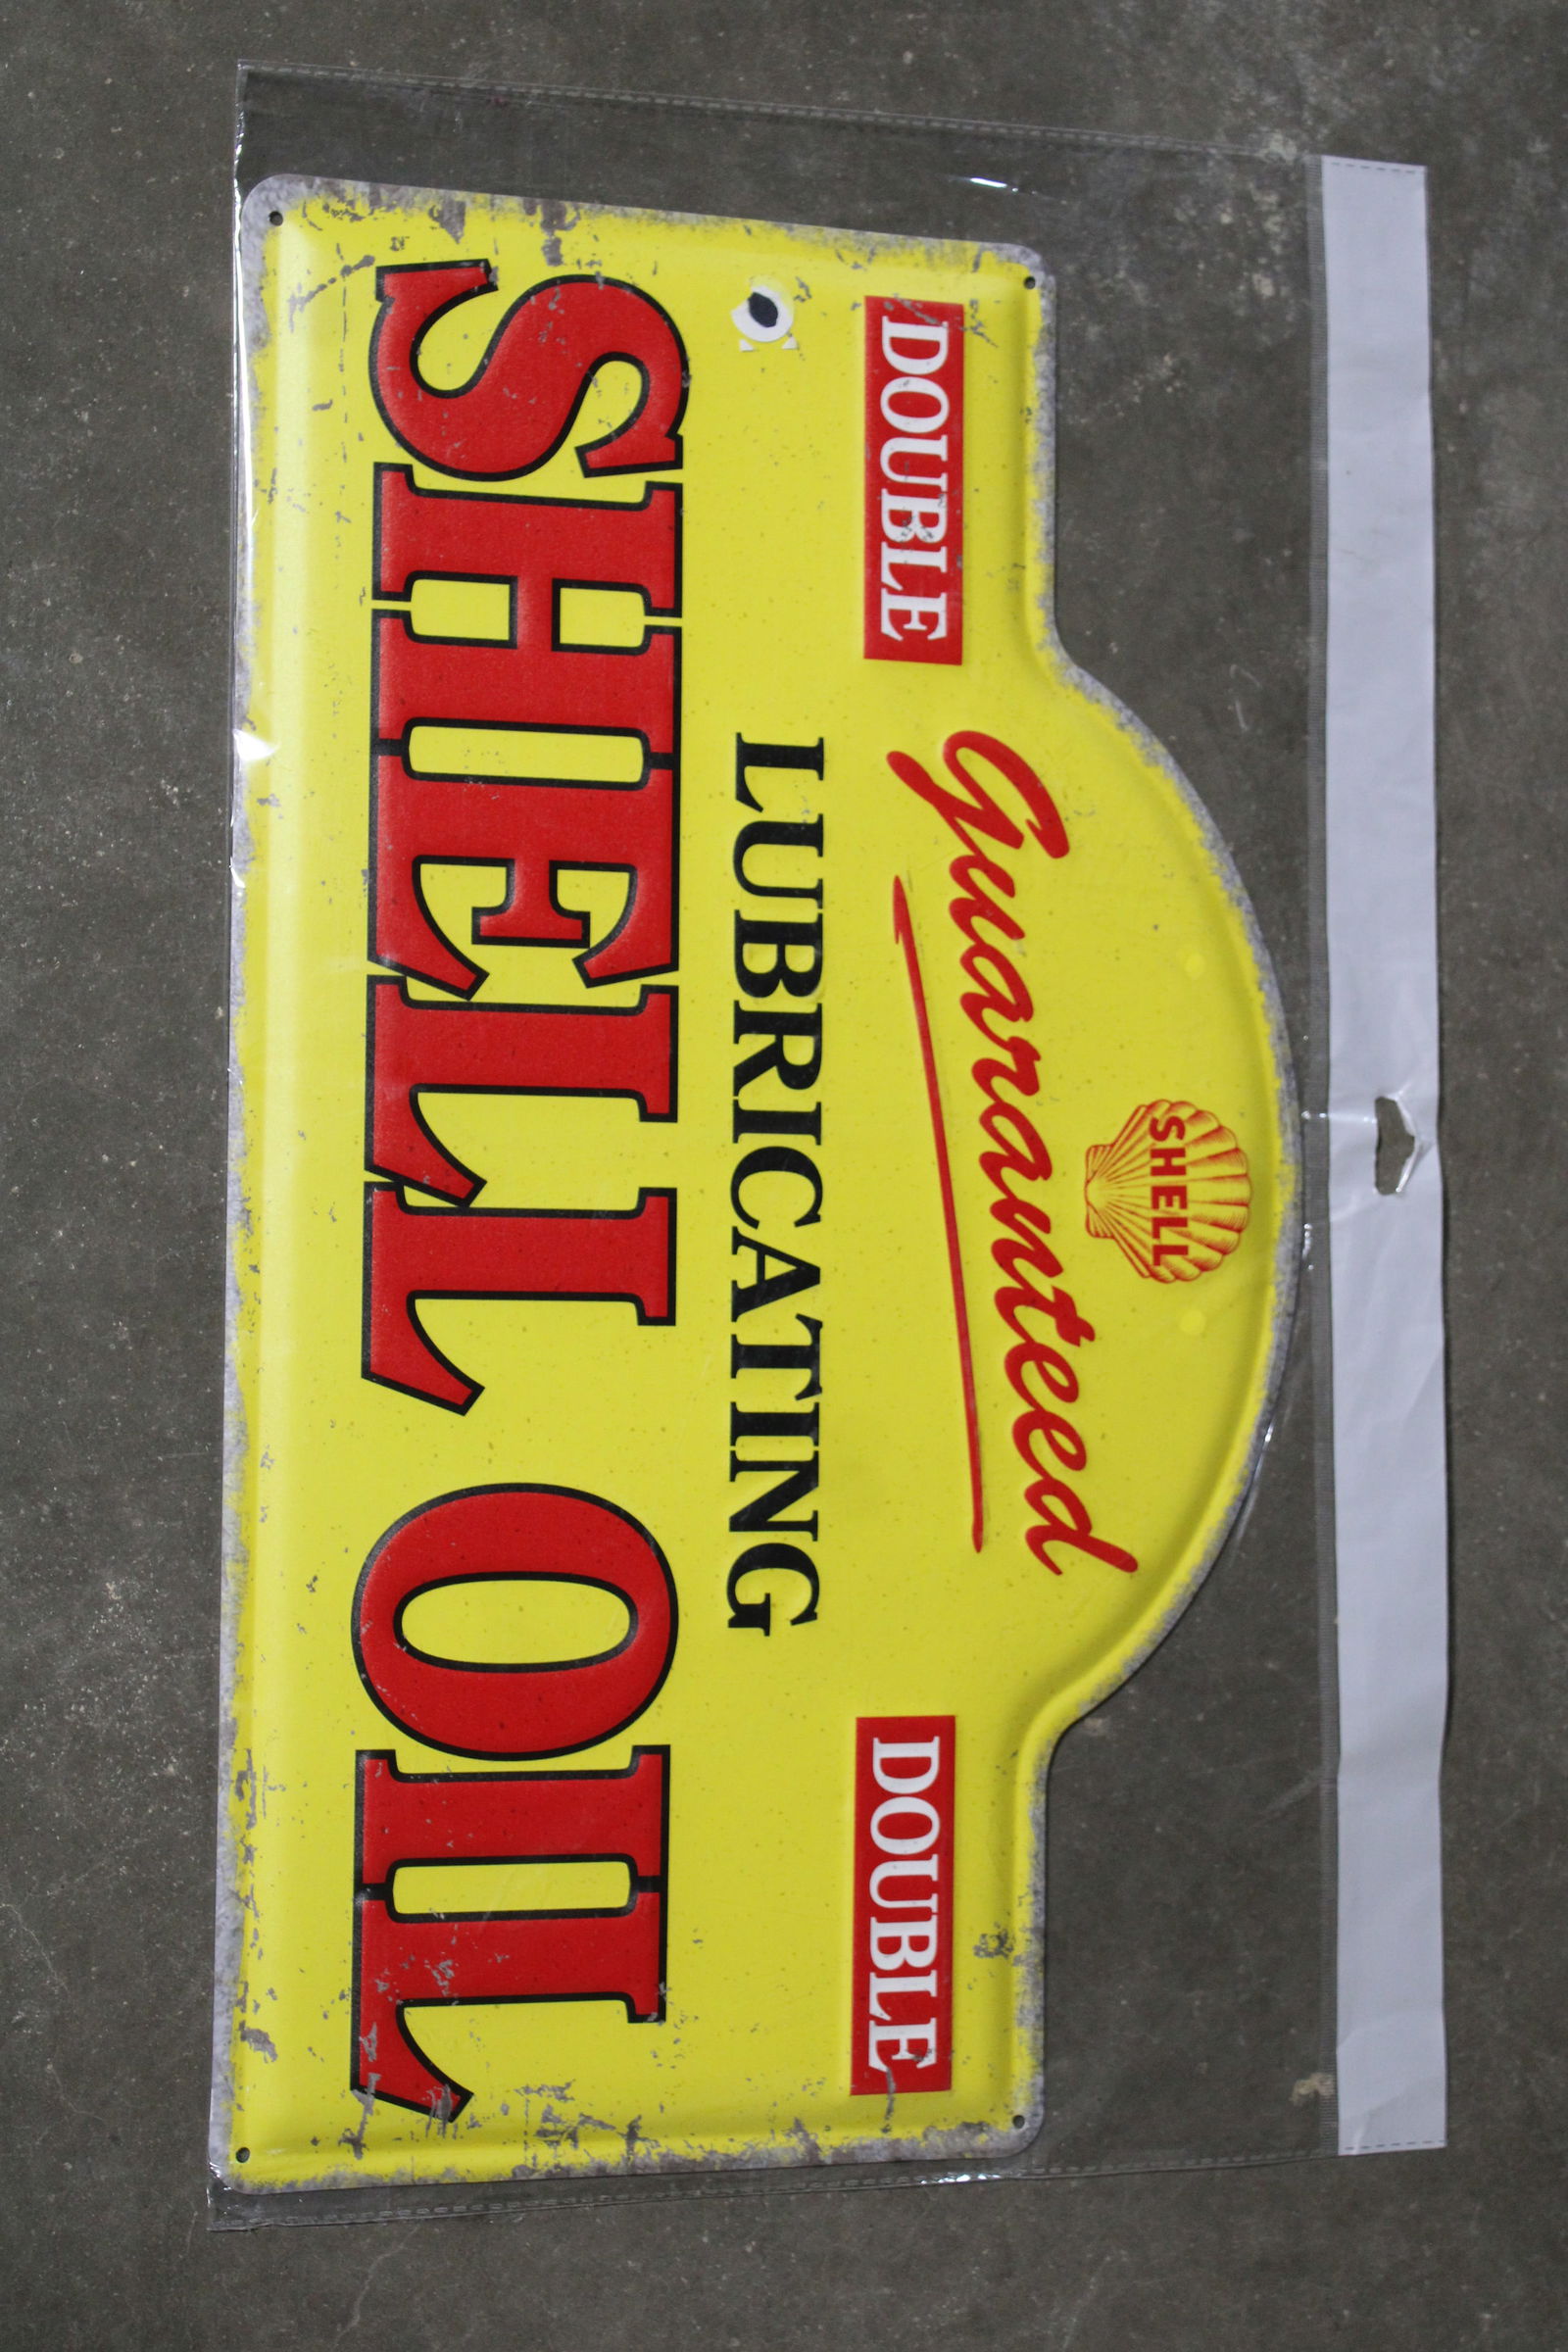 SHELL
Guaranteed
DOUBLE DOUBLE
LUBRICATING
SHELL OIL